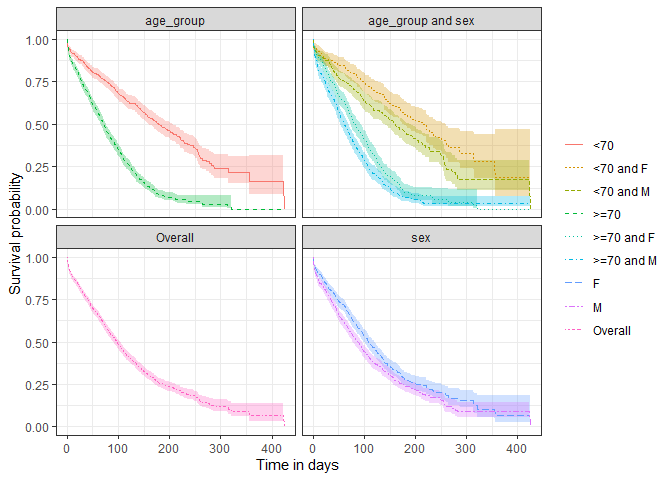 age_group
age_group and sex
1.00
0.75
0.50
0.25
0.00
Overall
sex
1.00
0.75
0.50
0.25
0.00
0 100 200 300 400
0 100 200 300 400
Time in days
Survival probability
<70
<70 and F
<70 and M
>=70
>=70 and F
>=70 and M
F
M
Overall